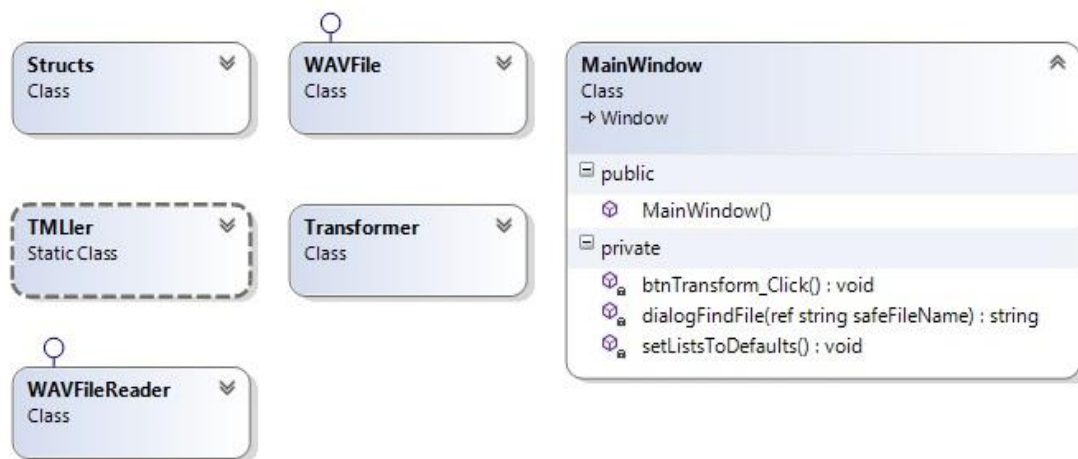 Structs
Class
WAVFile
Class
MainWindow
Class
Window
public
MainWindow()
private
btnTransform_Click() : void
dialogFindFile(ref string safeFileName) : string
setListsToDefaults() : void
TMLler
Static Class
Transformer
Class
WAVFileReader
Class